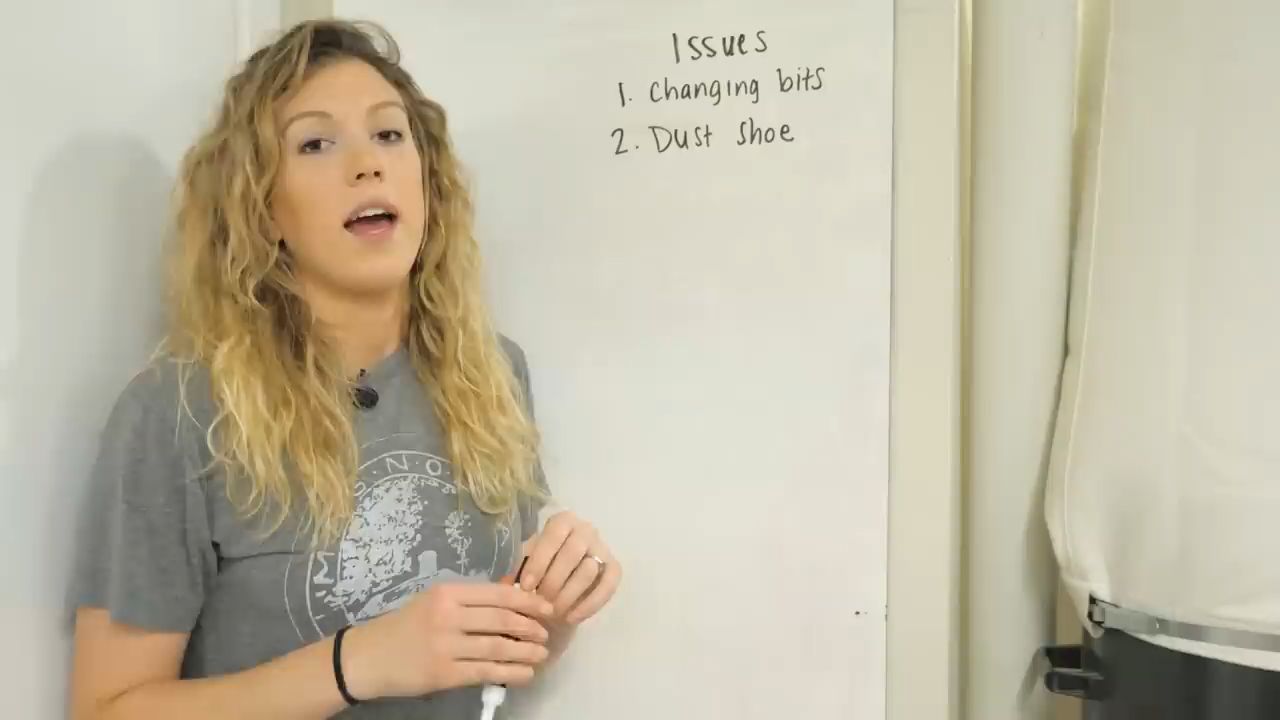 Issues
1. Changing bits
2. Dust shoe